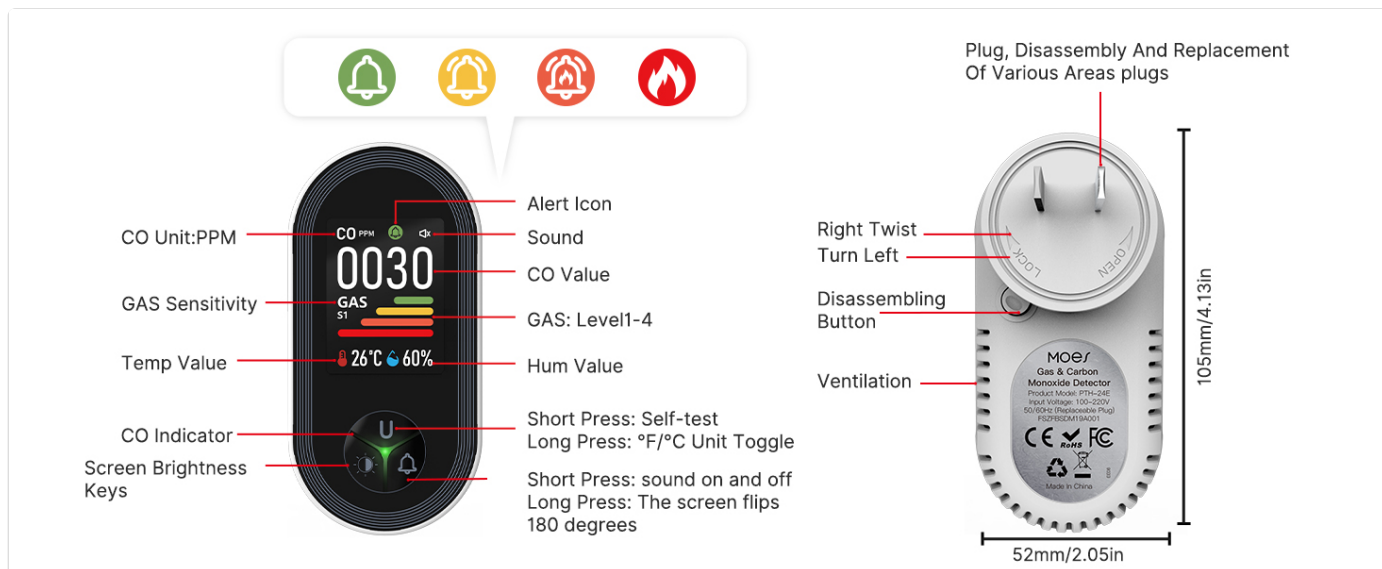 Plug, Disassembly And Replacement
Of Various Areas plugs
Alert Icon
CO Unit:PPM
CO PPM
Sound
0030
CO Value
GAS Sensitivity
GAS
S1
GAS: Level1-4
Temp Value
26°C 60%
Hum Value
CO Indicator
U
Short Press: Self-test
Long Press: °F/°C Unit Toggle
Screen Brightness
Keys
Short Press: sound on and off
Long Press: The screen flips
180 degrees
Right Twist
Turn Left
LOCK
OPEN
Disassembling
Button
Ventilation
MOES
Gas & Carbon
Monoxide Detector
Product Model: PTH-24E
Input Voltage: 100-220V
50/60Hz (Replaceable Plug)
FSZFBSDM19A001
CE RoHS FC
Made In China
105mm/4.13in
52mm/2.05in